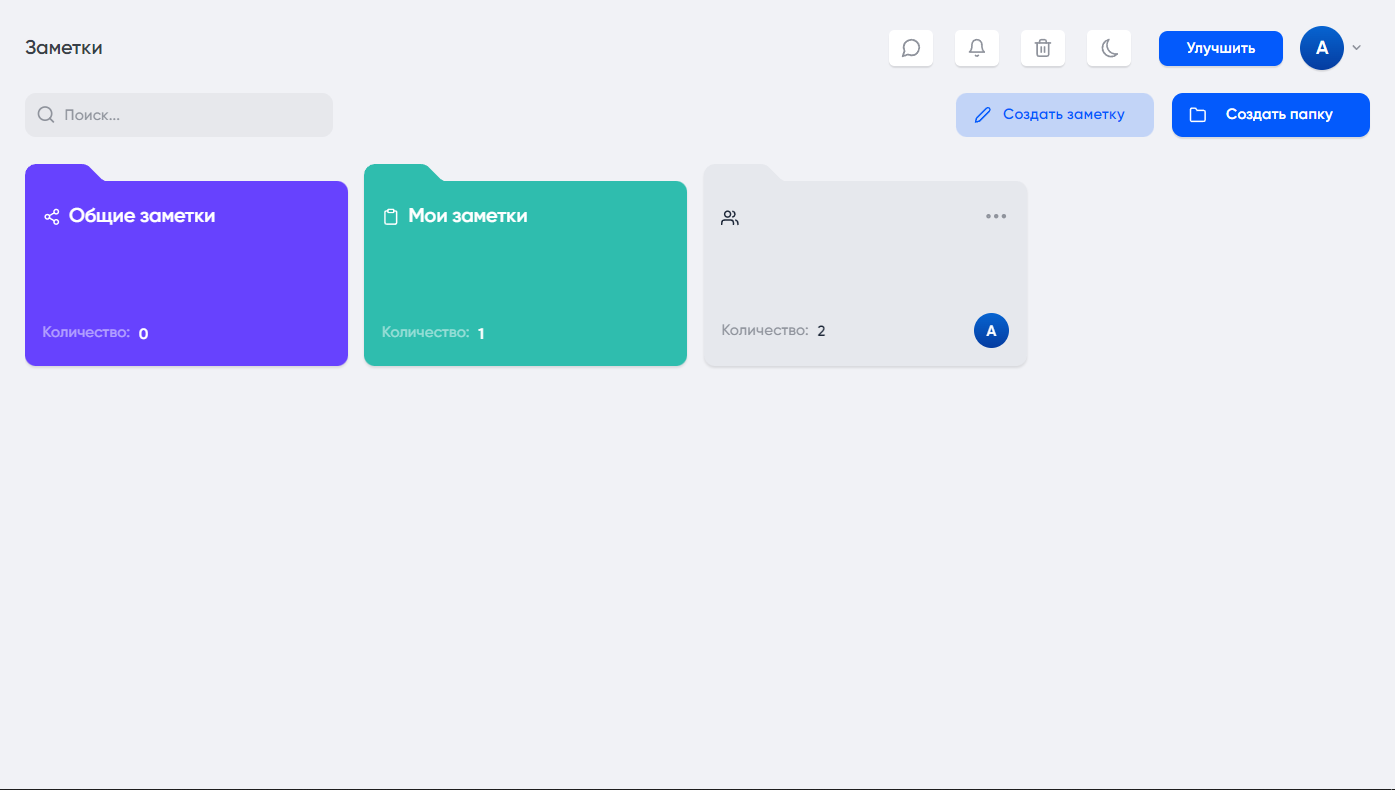 Заметки
Улучшить
А
Поиск...
Создать заметку
Создать папку
Общие заметки
Мои заметки
Количество: 0
Количество: 1
Количество: 2
А